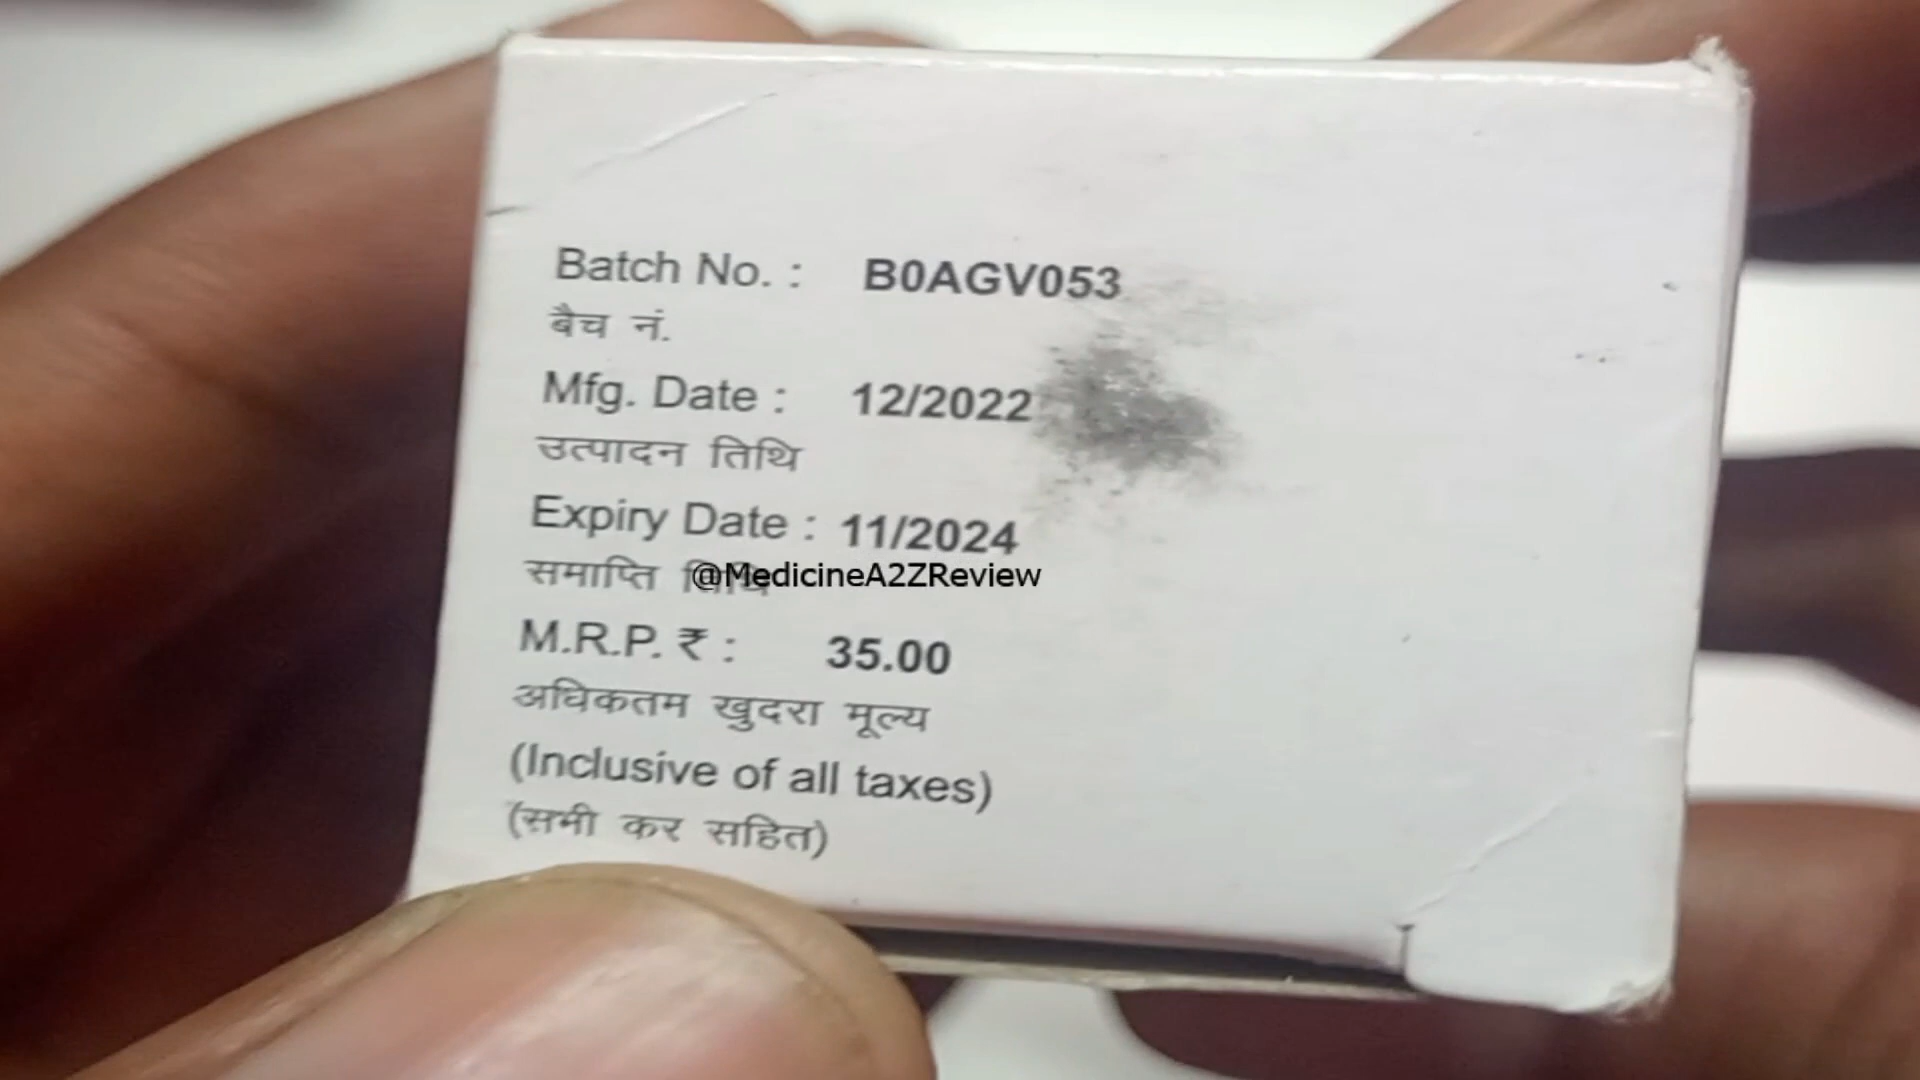 Batch No. : B0AGV053
बैच नं.
Mfg. Date : 12/2022
उत्पादन तिथि
Expiry Date : 11/2024
समाप्ति तिथि
@MedicineA2ZReview
M.R.P. ₹ : 35.00
अधिकतम खुदरा मूल्य
(Inclusive of all taxes)
(सभी कर सहित)